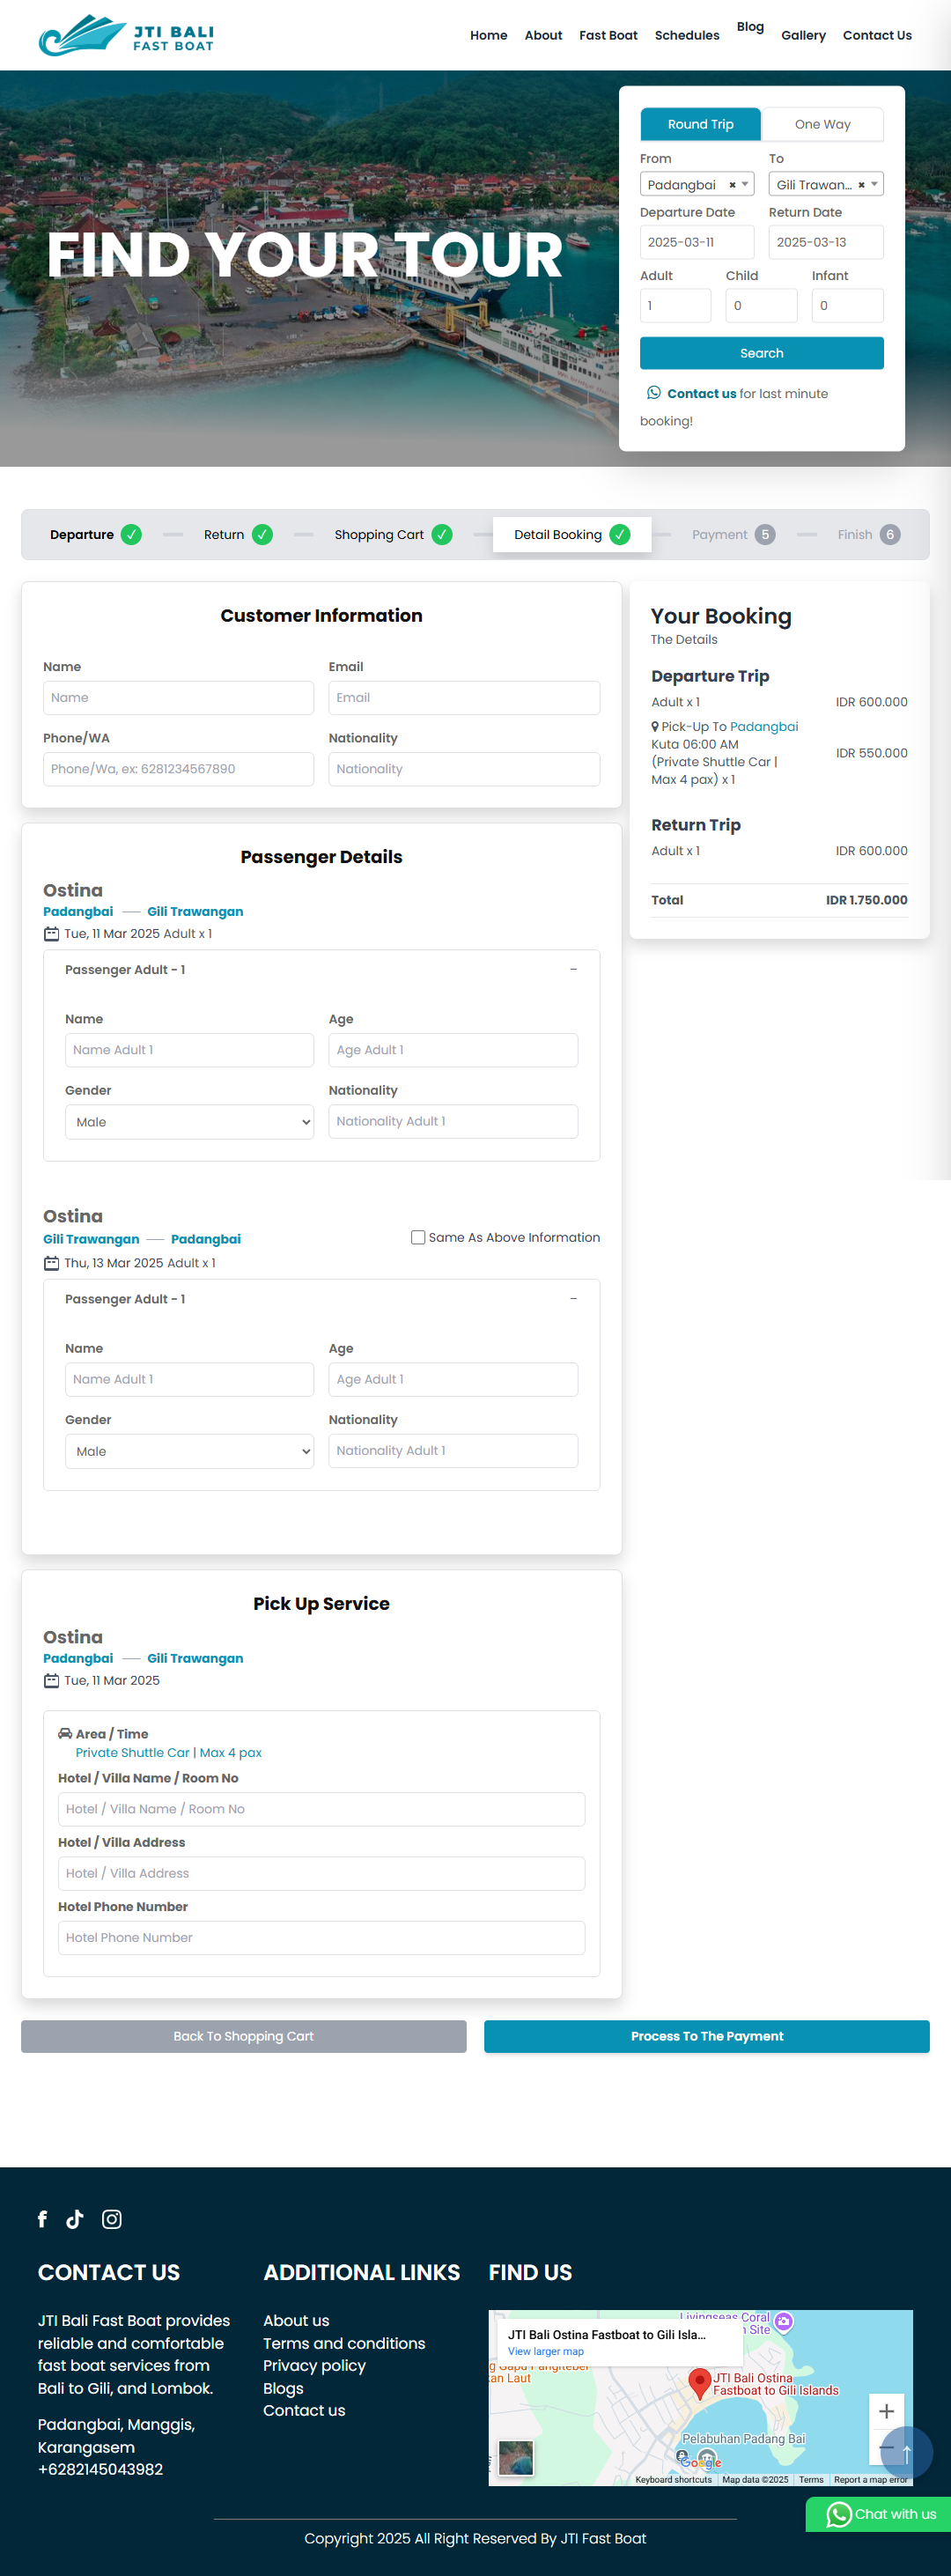 JTI BALI
FAST BOAT
Home About Fast Boat Schedules Blog Gallery Contact Us
FIND YOUR TOUR
Round Trip One Way
From To
Padangbai × Gili Trawan... ×
Departure Date Return Date
2025-03-11 2025-03-13
Adult Child Infant
1 0 0
Search
Contact us for last minute
booking!
Departure ✓ Return ✓ Shopping Cart ✓ Detail Booking ✓ Payment 5 Finish 6
Customer Information
Name Email
Name Email
Phone/WA Nationality
Phone/Wa, ex: 6281234567890 Nationality
Your Booking
The Details
Departure Trip
Adult x 1 IDR 600.000
Pick-Up To Padangbai
Kuta 06:00 AM
(Private Shuttle Car |
Max 4 pax) x 1
IDR 550.000
Return Trip
Adult x 1 IDR 600.000
Total IDR 1.750.000
Passenger Details
Ostina
Padangbai — Gili Trawangan
Tue, 11 Mar 2025 Adult x 1
Passenger Adult - 1 −
Name Age
Name Adult 1 Age Adult 1
Gender Nationality
Male Nationality Adult 1
Ostina
Gili Trawangan — Padangbai Same As Above Information
Thu, 13 Mar 2025 Adult x 1
Passenger Adult - 1 −
Name Age
Name Adult 1 Age Adult 1
Gender Nationality
Male Nationality Adult 1
Pick Up Service
Ostina
Padangbai — Gili Trawangan
Tue, 11 Mar 2025
Area / Time
Private Shuttle Car | Max 4 pax
Hotel / Villa Name / Room No
Hotel / Villa Name / Room No
Hotel / Villa Address
Hotel / Villa Address
Hotel Phone Number
Hotel Phone Number
Back To Shopping Cart Process To The Payment
CONTACT US
JTI Bali Fast Boat provides
reliable and comfortable
fast boat services from
Bali to Gili, and Lombok.
Padangbai, Manggis,
Karangasem
+6282145043982
ADDITIONAL LINKS
About us
Terms and conditions
Privacy policy
Blogs
Contact us
FIND US
JTI Bali Ostina Fastboat to Gili Isla...
View larger map
Livingseas Coral
Site
kan Laut
JTI Bali Ostina
Fastboat to Gili Islands
Pelabuhan Padang Bai
Google
+
−
Keyboard shortcuts Map data ©2025 Terms Report a map error
↑
Chat with us
Copyright 2025 All Right Reserved By JTI Fast Boat